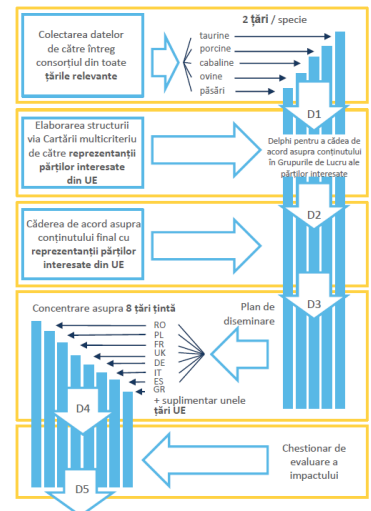 Colectarea datelor
de către întreg
consorțiul din toate
țările relevante
2 țări / specie
taurine
porcine
cabaline
ovine
păsări
D1
Elaborarea structurii
via Cartării multicriteriu
de către reprezentanții
părților interesate
din UE
Delphi pentru a cădea de
acord asupra conținutului
în Grupurile de Lucru ale
părților interesate
D2
Căderea de acord asupra
conținutului final cu
reprezentanții părților
interesate din UE
D3
Concentrare asupra 8 țări țintă
RO
PL
FR
UK
DE
IT
ES
GR
+ suplimentar unele
țări UE
Plan de
diseminare
D4
Chestionar de
evaluare a
impactului
D5